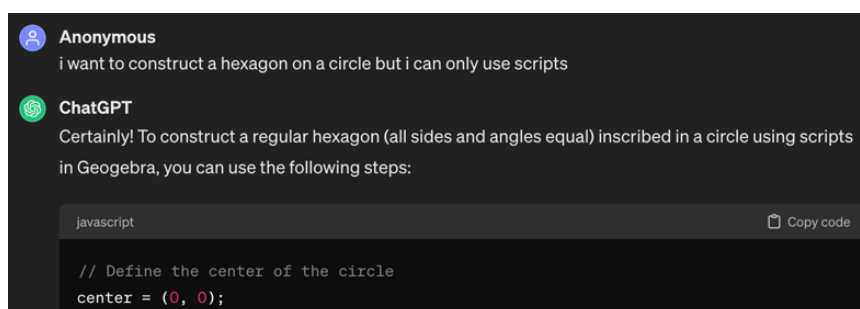 Anonymous
i want to construct a hexagon on a circle but i can only use scripts
ChatGPT
Certainly! To construct a regular hexagon (all sides and angles equal) inscribed in a circle using scripts
in Geogebra, you can use the following steps:
javascript
Copy code
// Define the center of the circle
center = (0, 0);